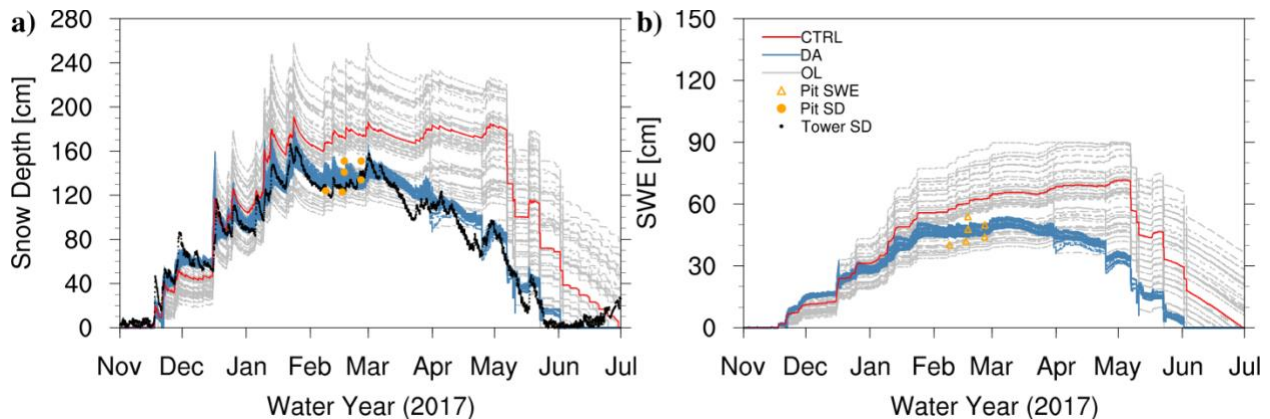 a)
Snow Depth [cm]
280
240
200
160
120
80
40
0
Nov Dec Jan Feb Mar Apr May Jun Jul
Water Year (2017)
b)
SWE [cm]
150
120
90
60
30
0
CTRL
DA
OL
Pit SWE
Pit SD
Tower SD
Nov Dec Jan Feb Mar Apr May Jun Jul
Water Year (2017)